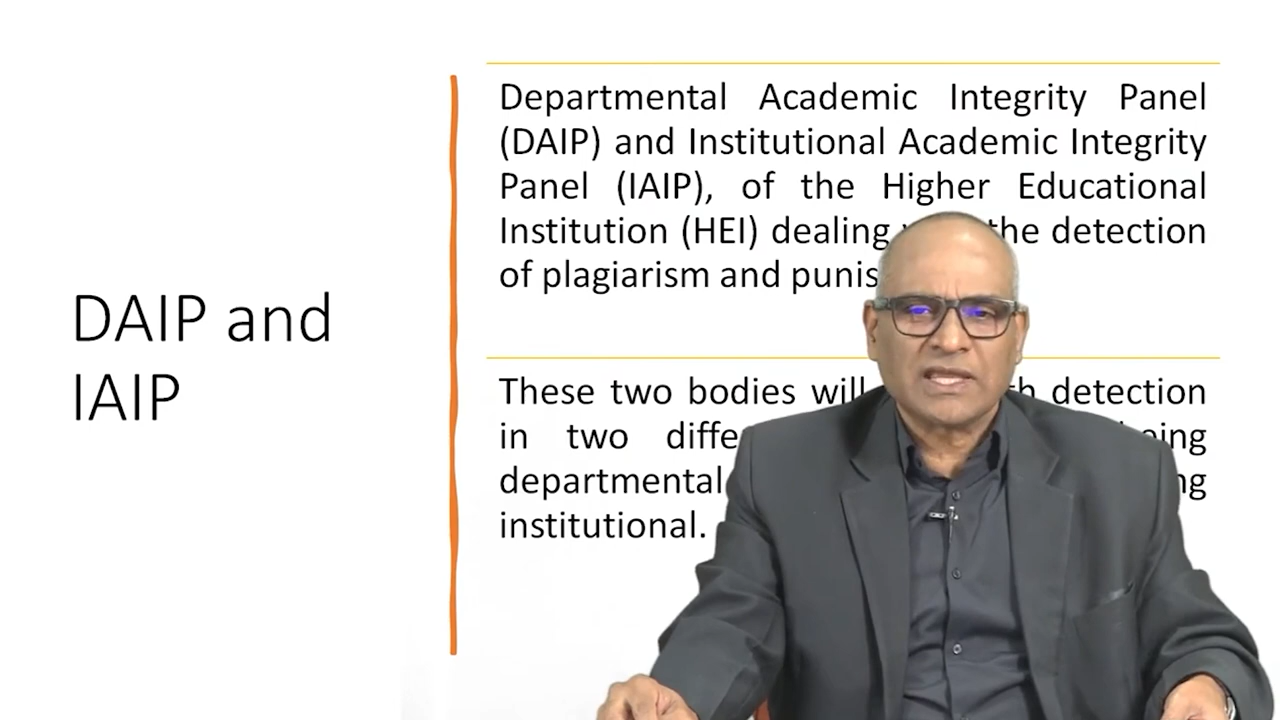 DAIP and
IAIP
Departmental Academic Integrity Panel
(DAIP) and Institutional Academic Integrity
Panel (IAIP), of the Higher Educational
Institution (HEI) dealing the detection
of plagiarism and
These two bodies will detection
in two
departmental
institutional.